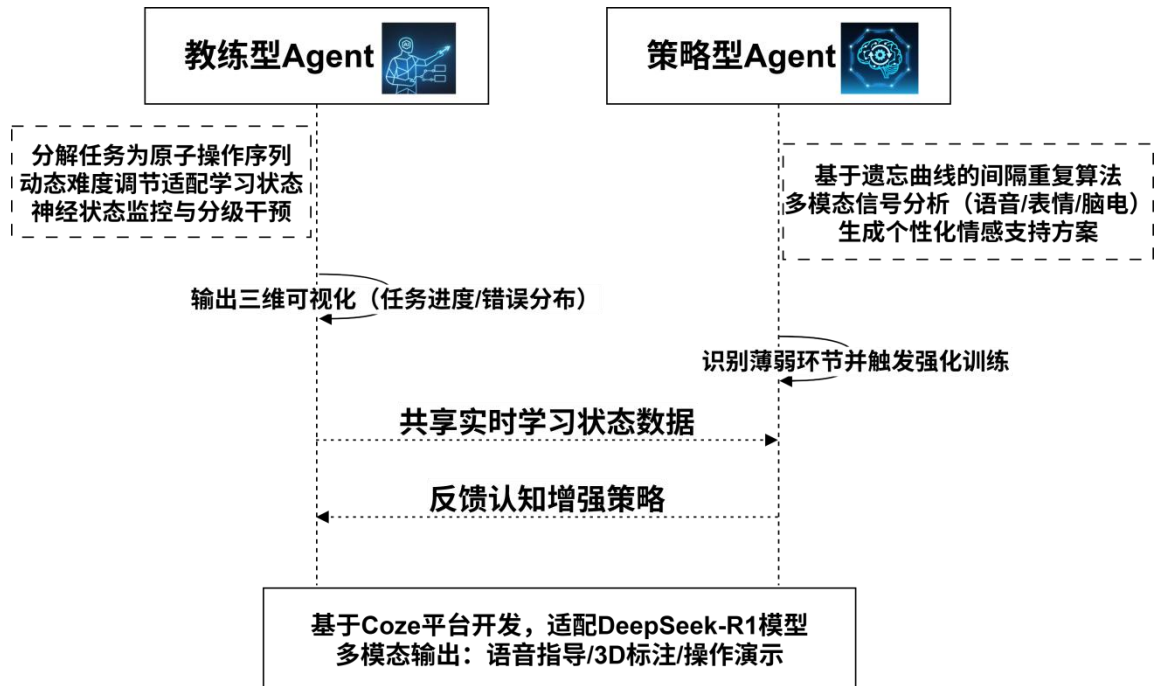 教练型Agent
策略型Agent
分解任务为原子操作序列
动态难度调节适配学习状态
神经状态监控与分级干预
基于遗忘曲线的间隔重复算法
多模态信号分析（语音/表情/脑电）
生成个性化情感支持方案
输出三维可视化（任务进度/错误分布）
识别薄弱环节并触发强化训练
共享实时学习状态数据
反馈认知增强策略
基于Coze平台开发，适配DeepSeek-R1模型
多模态输出：语音指导/3D标注/操作演示